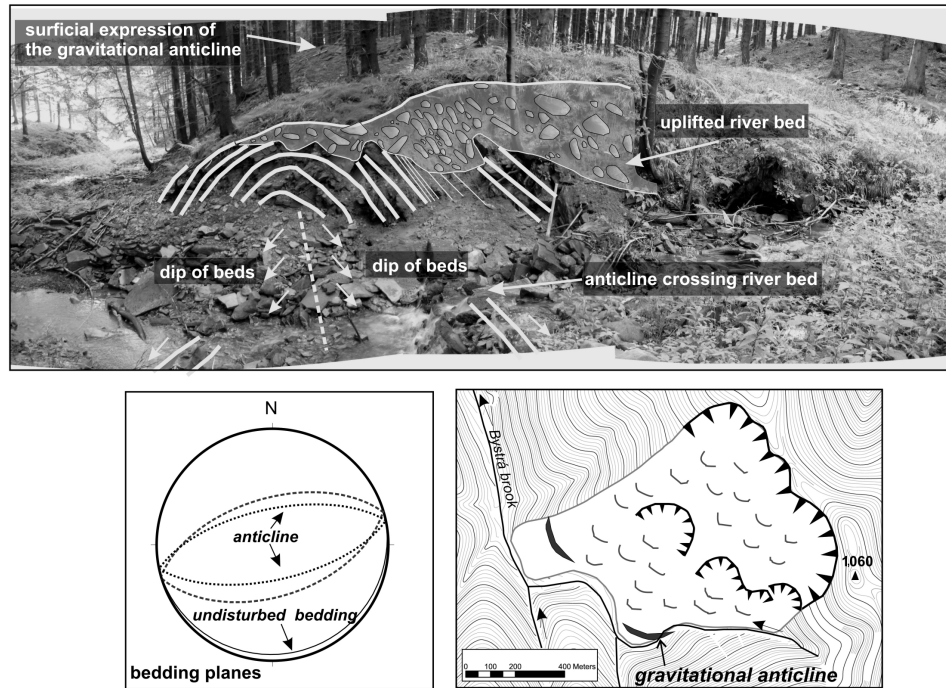 surficial expression of
the gravitational anticline
uplifted river bed
dip of beds
dip of beds
anticline crossing river bed
N
anticline
undisturbed bedding
bedding planes
Bystrá brook
1060
0 100 200 400 Meters
gravitational anticline